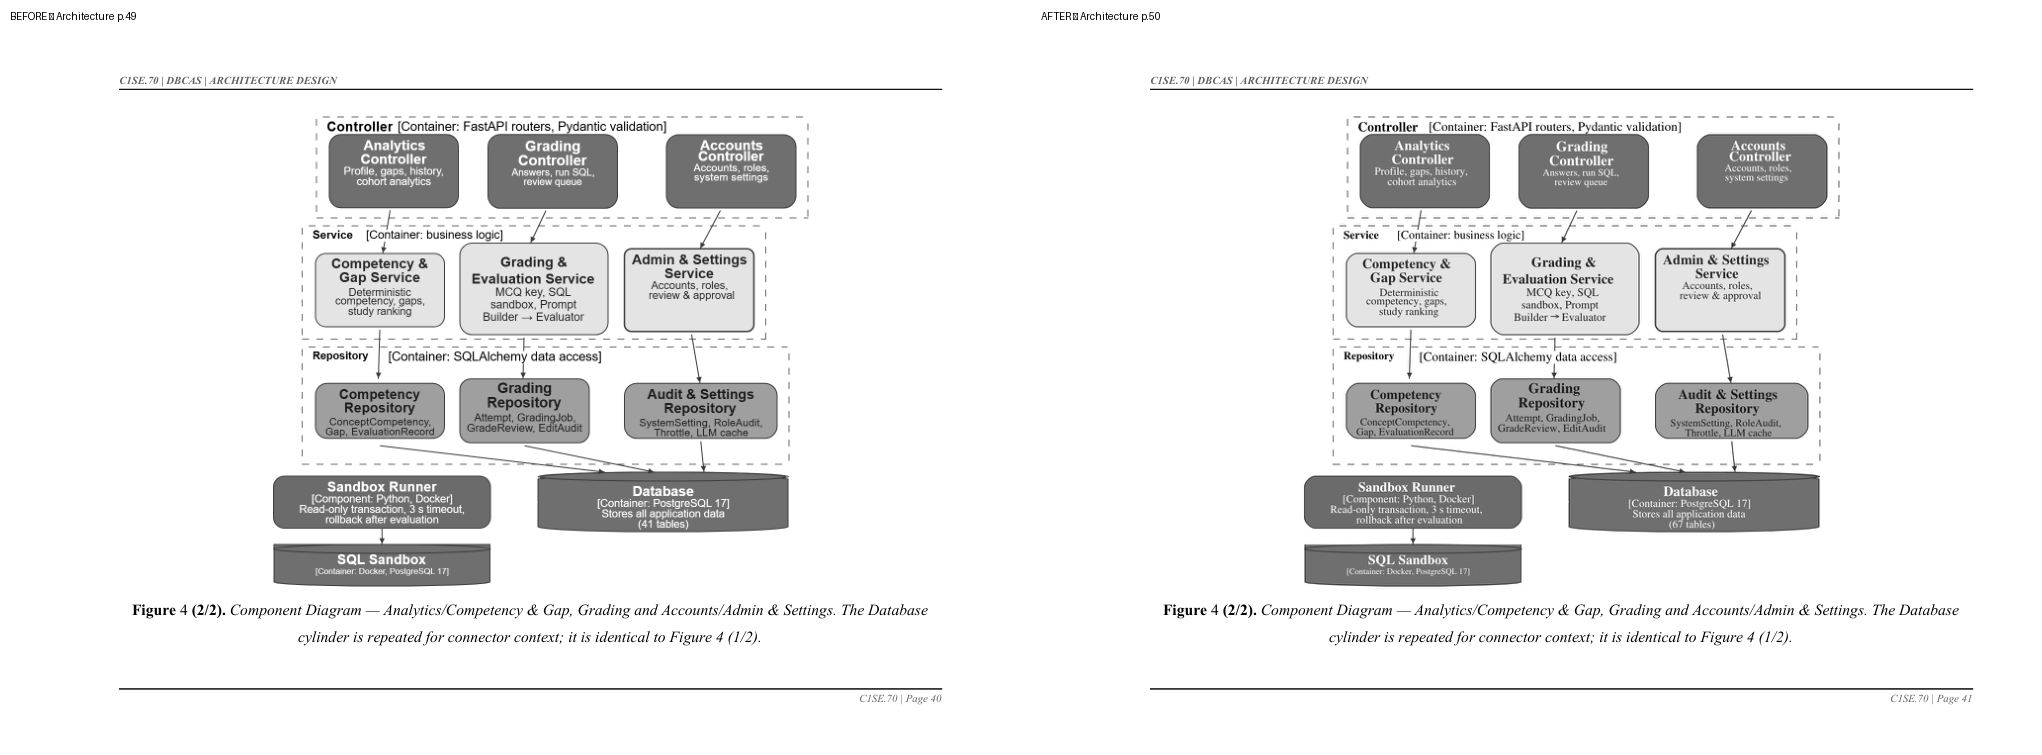 BEFORE Architecture p.49
C1SE.70 | DBCAS | ARCHITECTURE DESIGN
Controller [Container: FastAPI routers, Pydantic validation]
Analytics
Controller
Profile, gaps, history,
cohort analytics
Grading
Controller
Answers, run SQL,
review queue
Accounts
Controller
Accounts, roles,
system settings
Service [Container: business logic]
Competency &
Gap Service
Deterministic
competency, gaps,
study ranking
Grading &
Evaluation Service
MCQ key, SQL
sandbox, Prompt
Builder → Evaluator
Admin & Settings
Service
Accounts, roles,
review & approval
Repository [Container: SQLAlchemy data access]
Competency
Repository
ConceptCompetency,
Gap, EvaluationRecord
Grading
Repository
Attempt, GradingJob,
GradeReview, EditAudit
Audit & Settings
Repository
SystemSetting, RoleAudit,
Throttle, LLM cache
Sandbox Runner
[Component: Python, Docker]
Read-only transaction, 3 s timeout,
rollback after evaluation
Database
[Container: PostgreSQL 17]
Stores all application data
(41 tables)
SQL Sandbox
[Container: Docker, PostgreSQL 17]
Figure 4 (2/2). Component Diagram — Analytics/Competency & Gap, Grading and Accounts/Admin & Settings. The Database
cylinder is repeated for connector context; it is identical to Figure 4 (1/2).
C1SE.70 | Page 40
AFTER Architecture p.50
C1SE.70 | DBCAS | ARCHITECTURE DESIGN
Controller [Container: FastAPI routers, Pydantic validation]
Analytics
Controller
Profile, gaps, history,
cohort analytics
Grading
Controller
Answers, run SQL,
review queue
Accounts
Controller
Accounts, roles,
system settings
Service [Container: business logic]
Competency &
Gap Service
Deterministic
competency, gaps,
study ranking
Grading &
Evaluation Service
MCQ key, SQL
sandbox, Prompt
Builder → Evaluator
Admin & Settings
Service
Accounts, roles,
review & approval
Repository [Container: SQLAlchemy data access]
Competency
Repository
ConceptCompetency,
Gap, EvaluationRecord
Grading
Repository
Attempt, GradingJob,
GradeReview, EditAudit
Audit & Settings
Repository
SystemSetting, RoleAudit,
Throttle, LLM cache
Sandbox Runner
[Component: Python, Docker]
Read-only transaction, 3 s timeout,
rollback after evaluation
Database
[Container: PostgreSQL 17]
Stores all application data
(67 tables)
SQL Sandbox
[Container: Docker, PostgreSQL 17]
Figure 4 (2/2). Component Diagram — Analytics/Competency & Gap, Grading and Accounts/Admin & Settings. The Database
cylinder is repeated for connector context; it is identical to Figure 4 (1/2).
C1SE.70 | Page 41